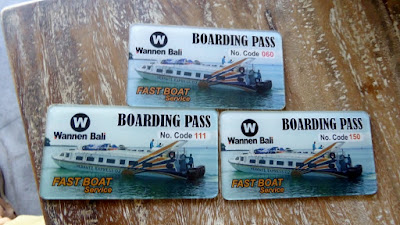 W
BOARDING PASS
Wannen Bali
No. Code 060
FAST BOAT
Service
W
BOARDING PASS
Wannen Bali
No. Code 111
FAST BOAT
Service
W
BOARDING PASS
Wannen Bali
No. Code 150
FAST BOAT
Service